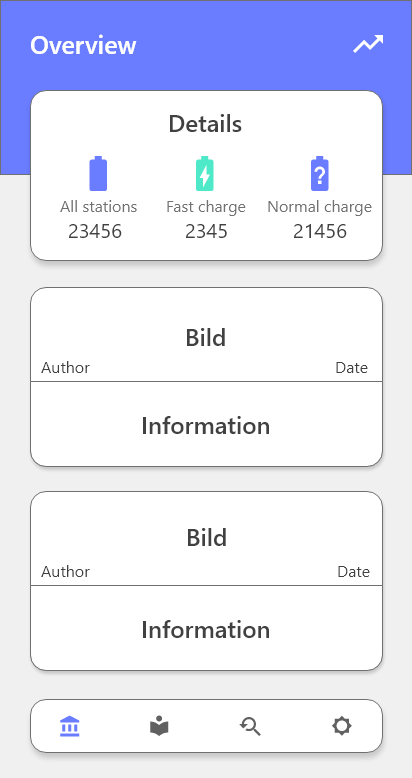 Overview
Details
All stations Fast charge Normal charge
23456 2345 21456
Bild
Author Date
Information
Bild
Author Date
Information